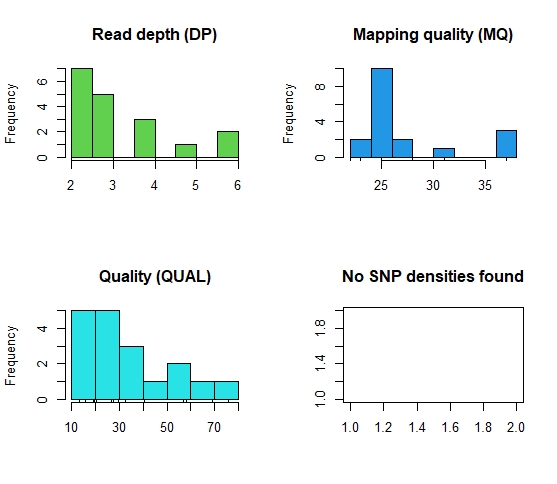 Read depth (DP)
Frequency
0 2 4 6
2 3 4 5 6
Mapping quality (MQ)
Frequency
0 4 8
25 30 35
Quality (QUAL)
Frequency
0 2 4
10 30 50 70
No SNP densities found
1.0 1.4 1.8
1.0 1.2 1.4 1.6 1.8 2.0